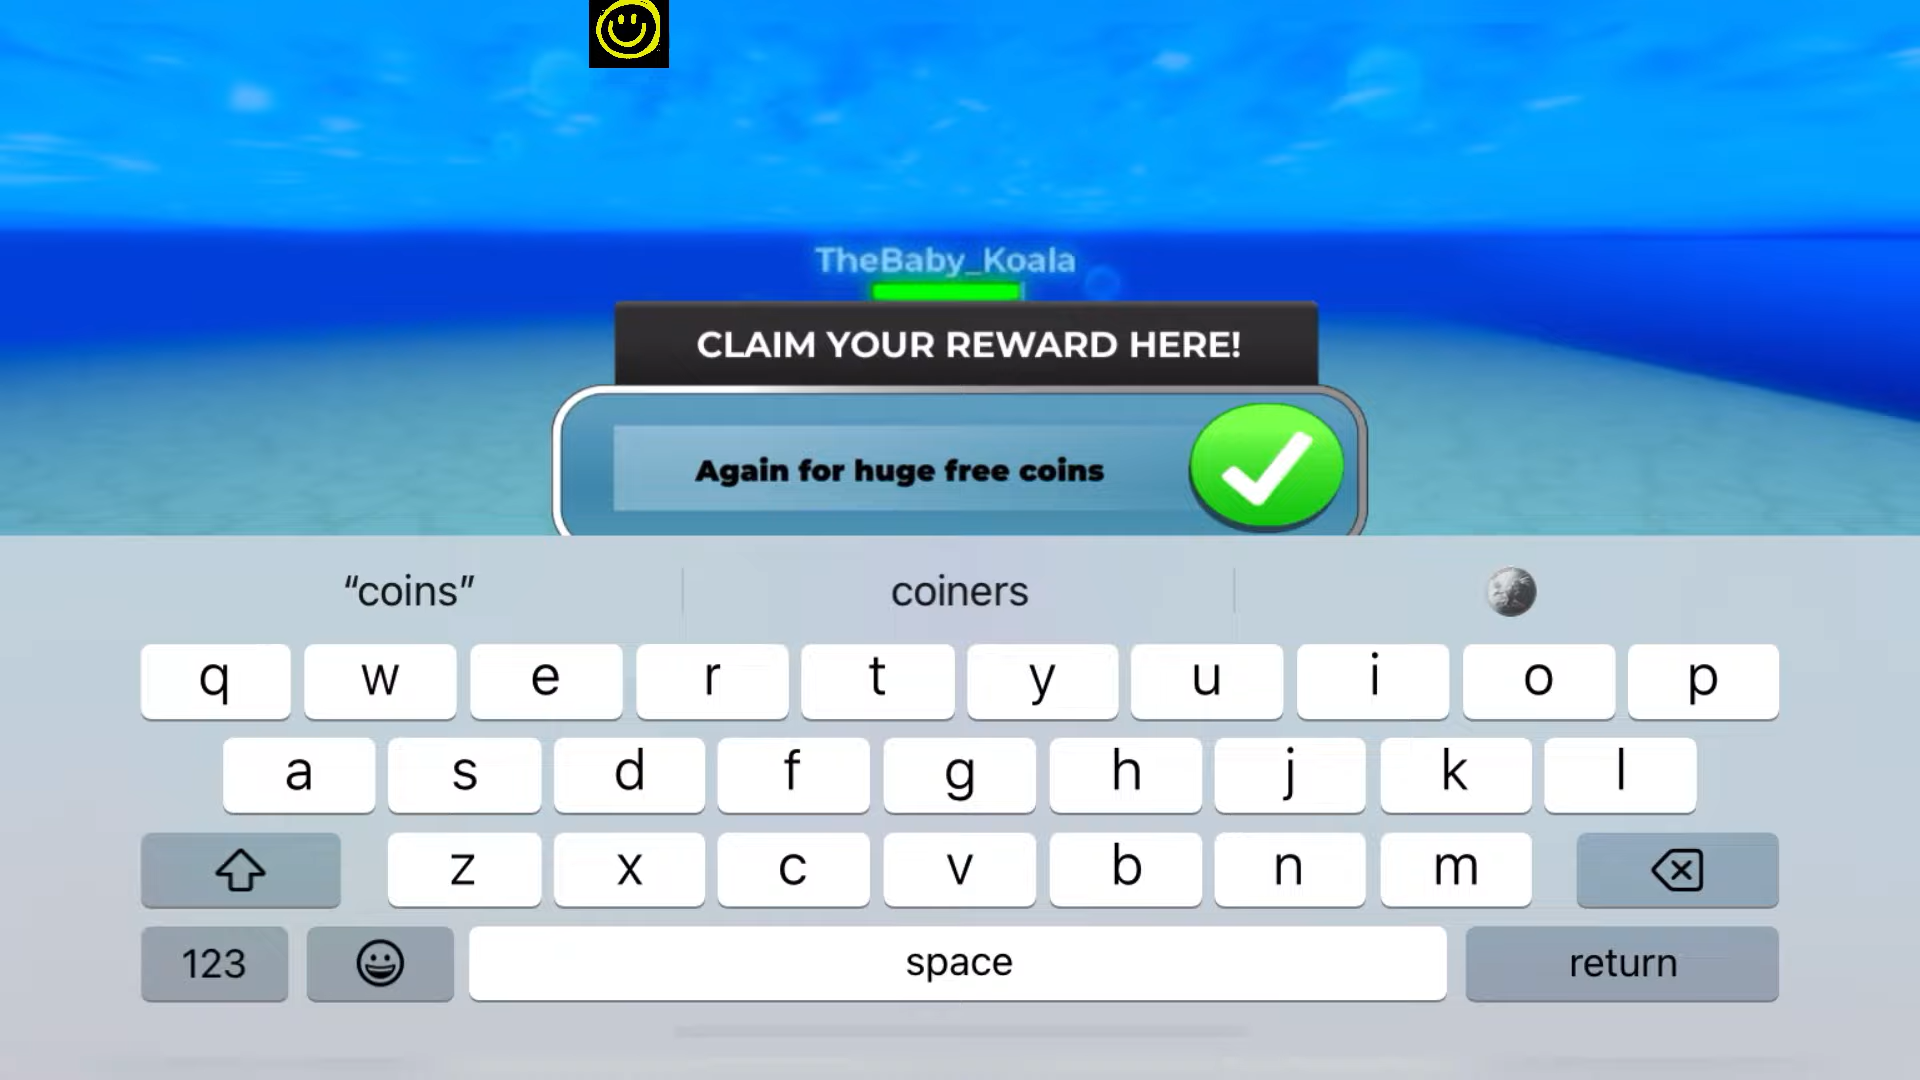 TheBaby_Koala
CLAIM YOUR REWARD HERE!
Again for huge free coins
“coins” coiners
q w e r t y u i o p
a s d f g h j k l
z x c v b n m
123 space return